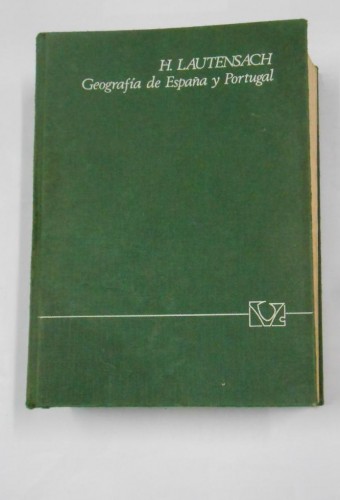 H. LAUTENSACH
Geografía de España y Portugal